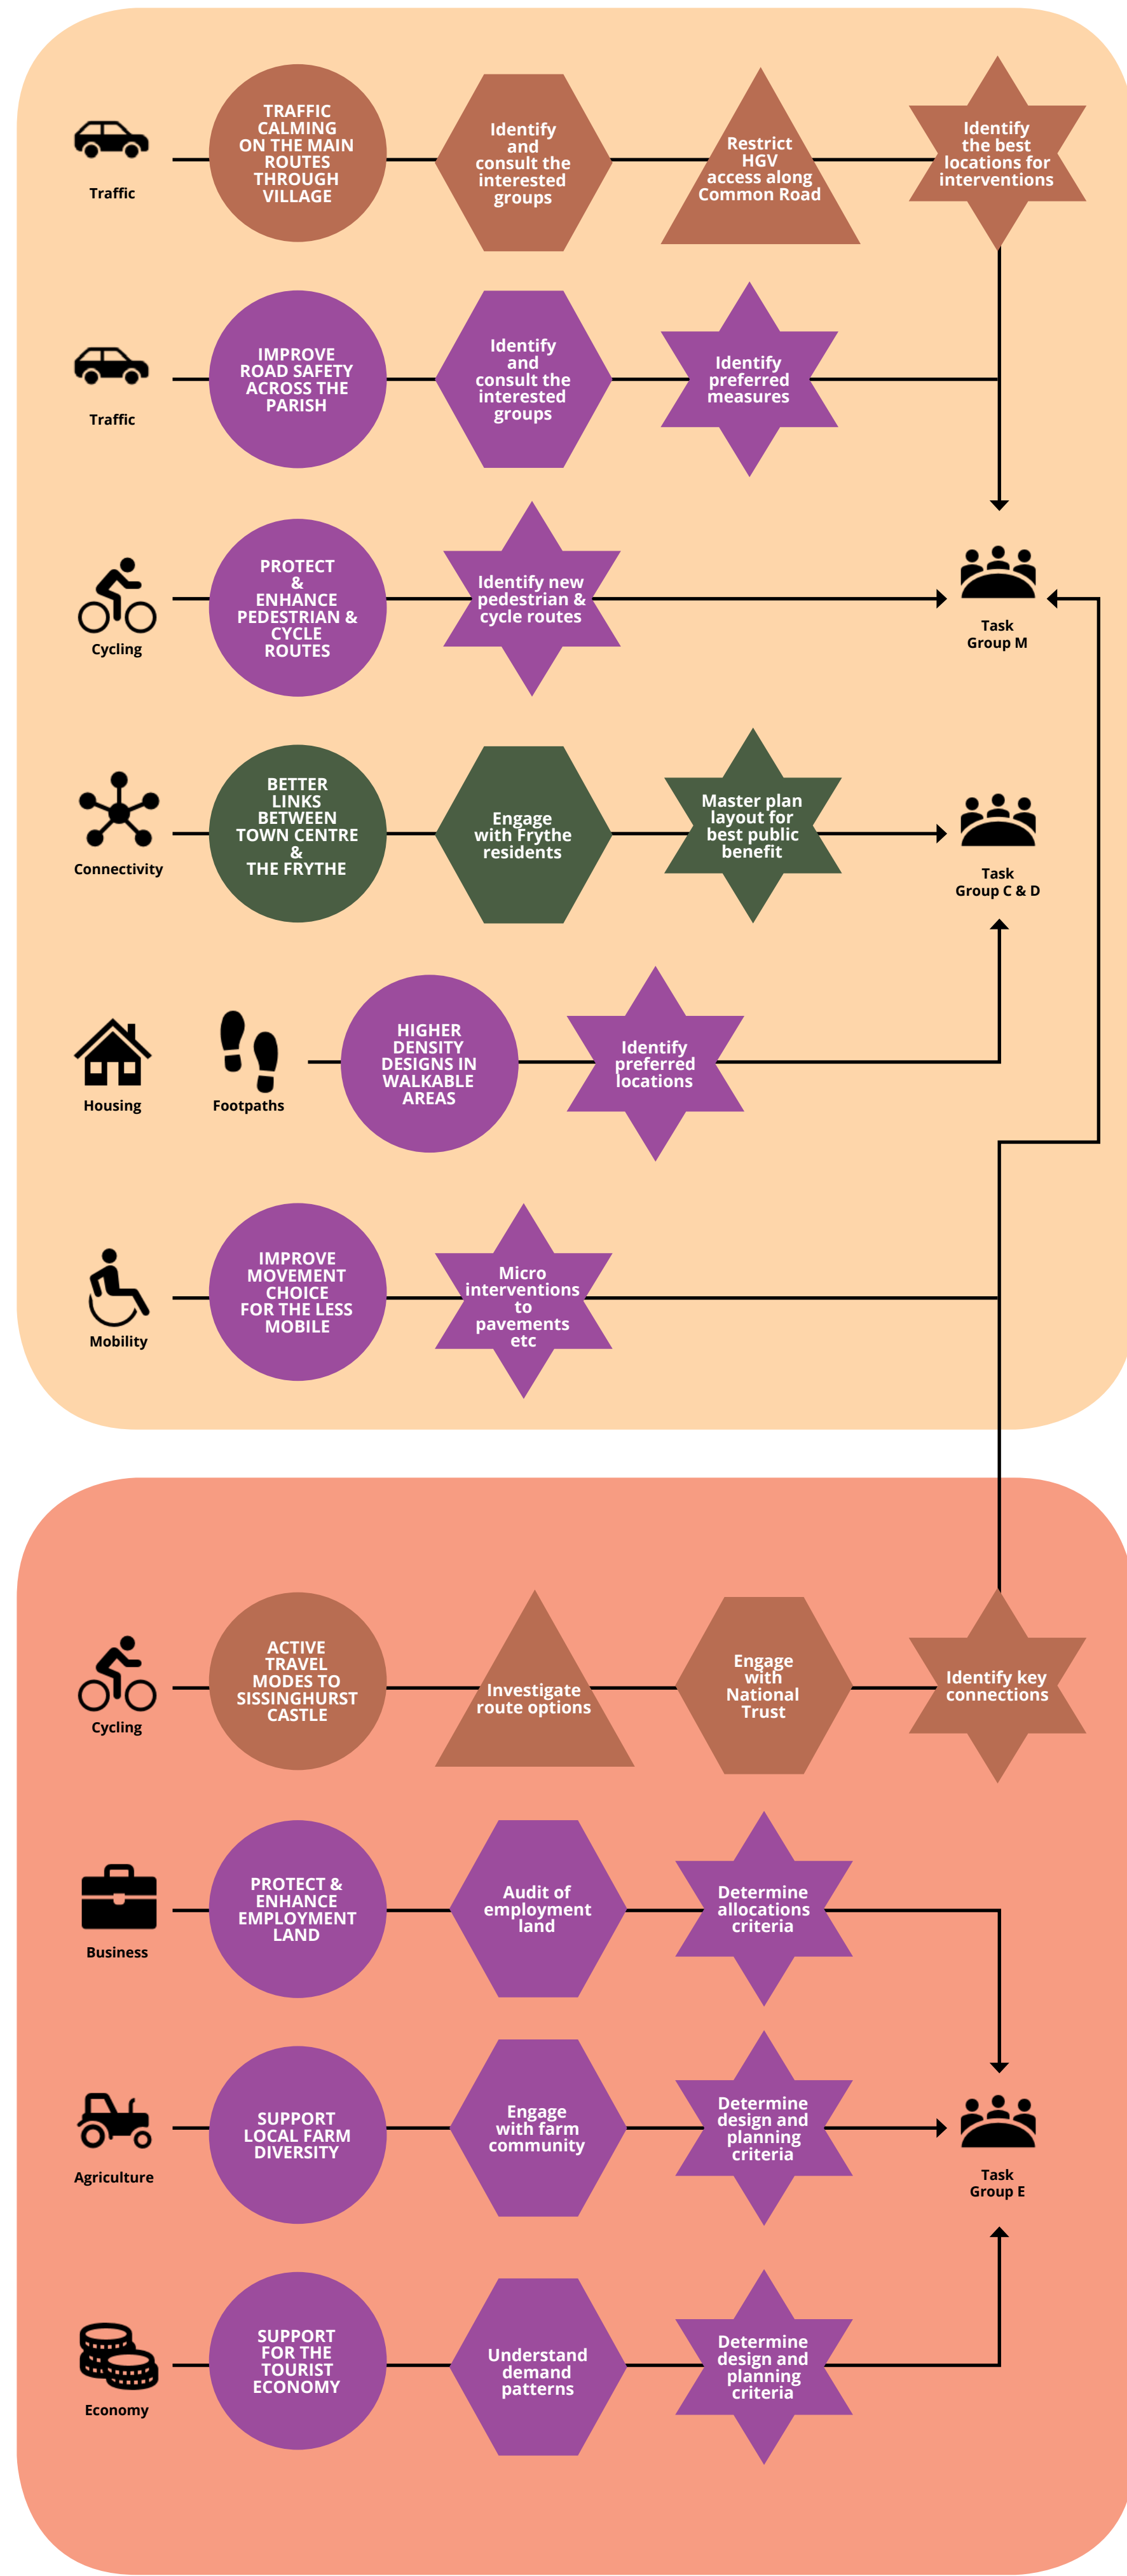 Traffic
TRAFFIC
CALMING
ON THE MAIN
ROUTES
THROUGH
VILLAGE
Identify
and
consult the
interested
groups
Restrict
HGV
access along
Common Road
Identify
the best
locations for
interventions
Traffic
IMPROVE
ROAD SAFETY
ACROSS THE
PARISH
Identify
and
consult the
interested
groups
Identify
preferred
measures
Cycling
PROTECT
&
ENHANCE
PEDESTRIAN &
CYCLE
ROUTES
Identify new
pedestrian &
cycle routes
Task
Group M
Connectivity
BETTER
LINKS
BETWEEN
TOWN CENTRE
&
THE FRYTHE
Engage
with Frythe
residents
Master plan
layout for
best public
benefit
Task
Group C & D
Housing
Footpaths
HIGHER
DENSITY
DESIGNS IN
WALKABLE
AREAS
Identify
preferred
locations
Mobility
IMPROVE
MOVEMENT
CHOICE
FOR THE LESS
MOBILE
Micro
interventions
to
pavements
etc
Cycling
ACTIVE
TRAVEL
MODES TO
SISSINGHURST
CASTLE
Investigate
route options
Engage
with
National
Trust
Identify key
connections
Business
PROTECT &
ENHANCE
EMPLOYMENT
LAND
Audit of
employment
land
Determine
allocations
criteria
Agriculture
SUPPORT
LOCAL FARM
DIVERSITY
Engage
with farm
community
Determine
design and
planning
criteria
Task
Group E
Economy
SUPPORT
FOR THE
TOURIST
ECONOMY
Understand
demand
patterns
Determine
design and
planning
criteria